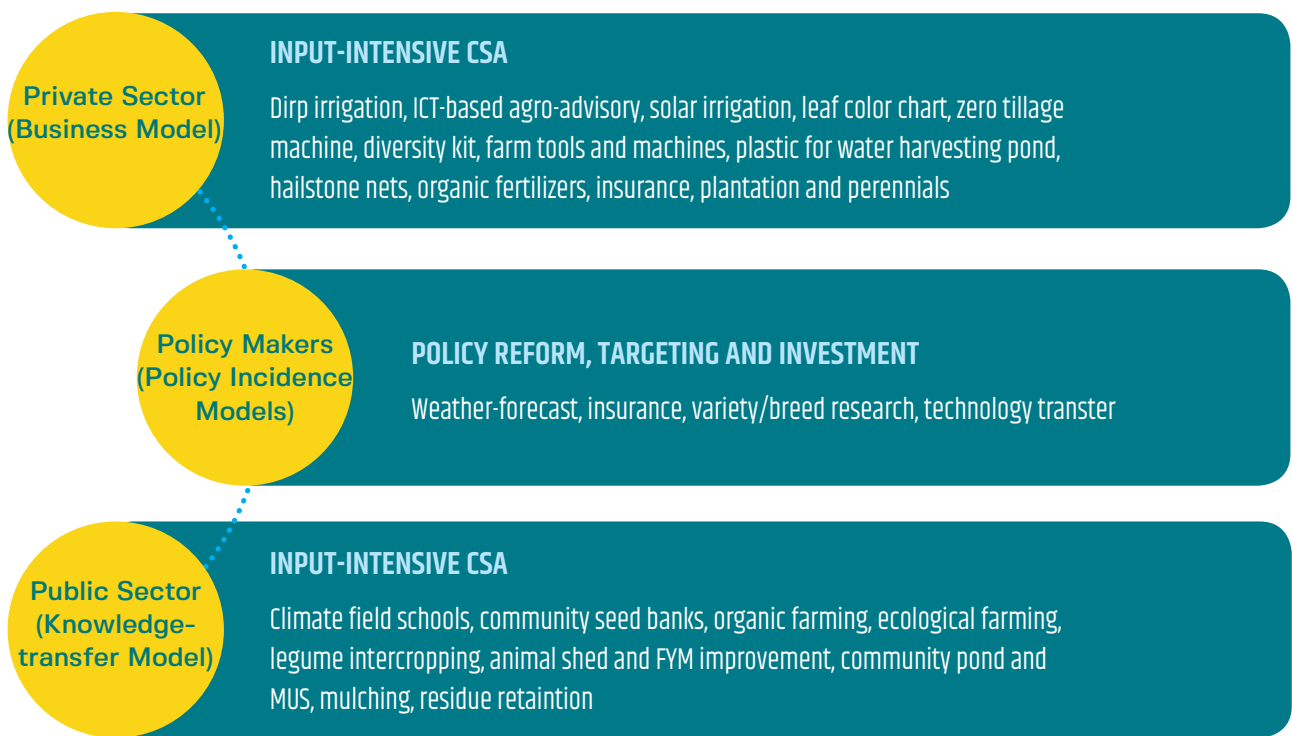 Private Sector
(Business Model)
INPUT-INTENSIVE CSA
Dirp irrigation, ICT-based agro-advisory, solar irrigation, leaf color chart, zero tillage
machine, diversity kit, farm tools and machines, plastic for water harvesting pond,
hailstone nets, organic fertilizers, insurance, plantation and perennials
Policy Makers
(Policy Incidence
Models)
POLICY REFORM, TARGETING AND INVESTMENT
Weather-forecast, insurance, variety/breed research, technology transter
Public Sector
(Knowledge-
transfer Model)
INPUT-INTENSIVE CSA
Climate field schools, community seed banks, organic farming, ecological farming,
legume intercropping, animal shed and FYM improvement, community pond and
MUS, mulching, residue retaintion